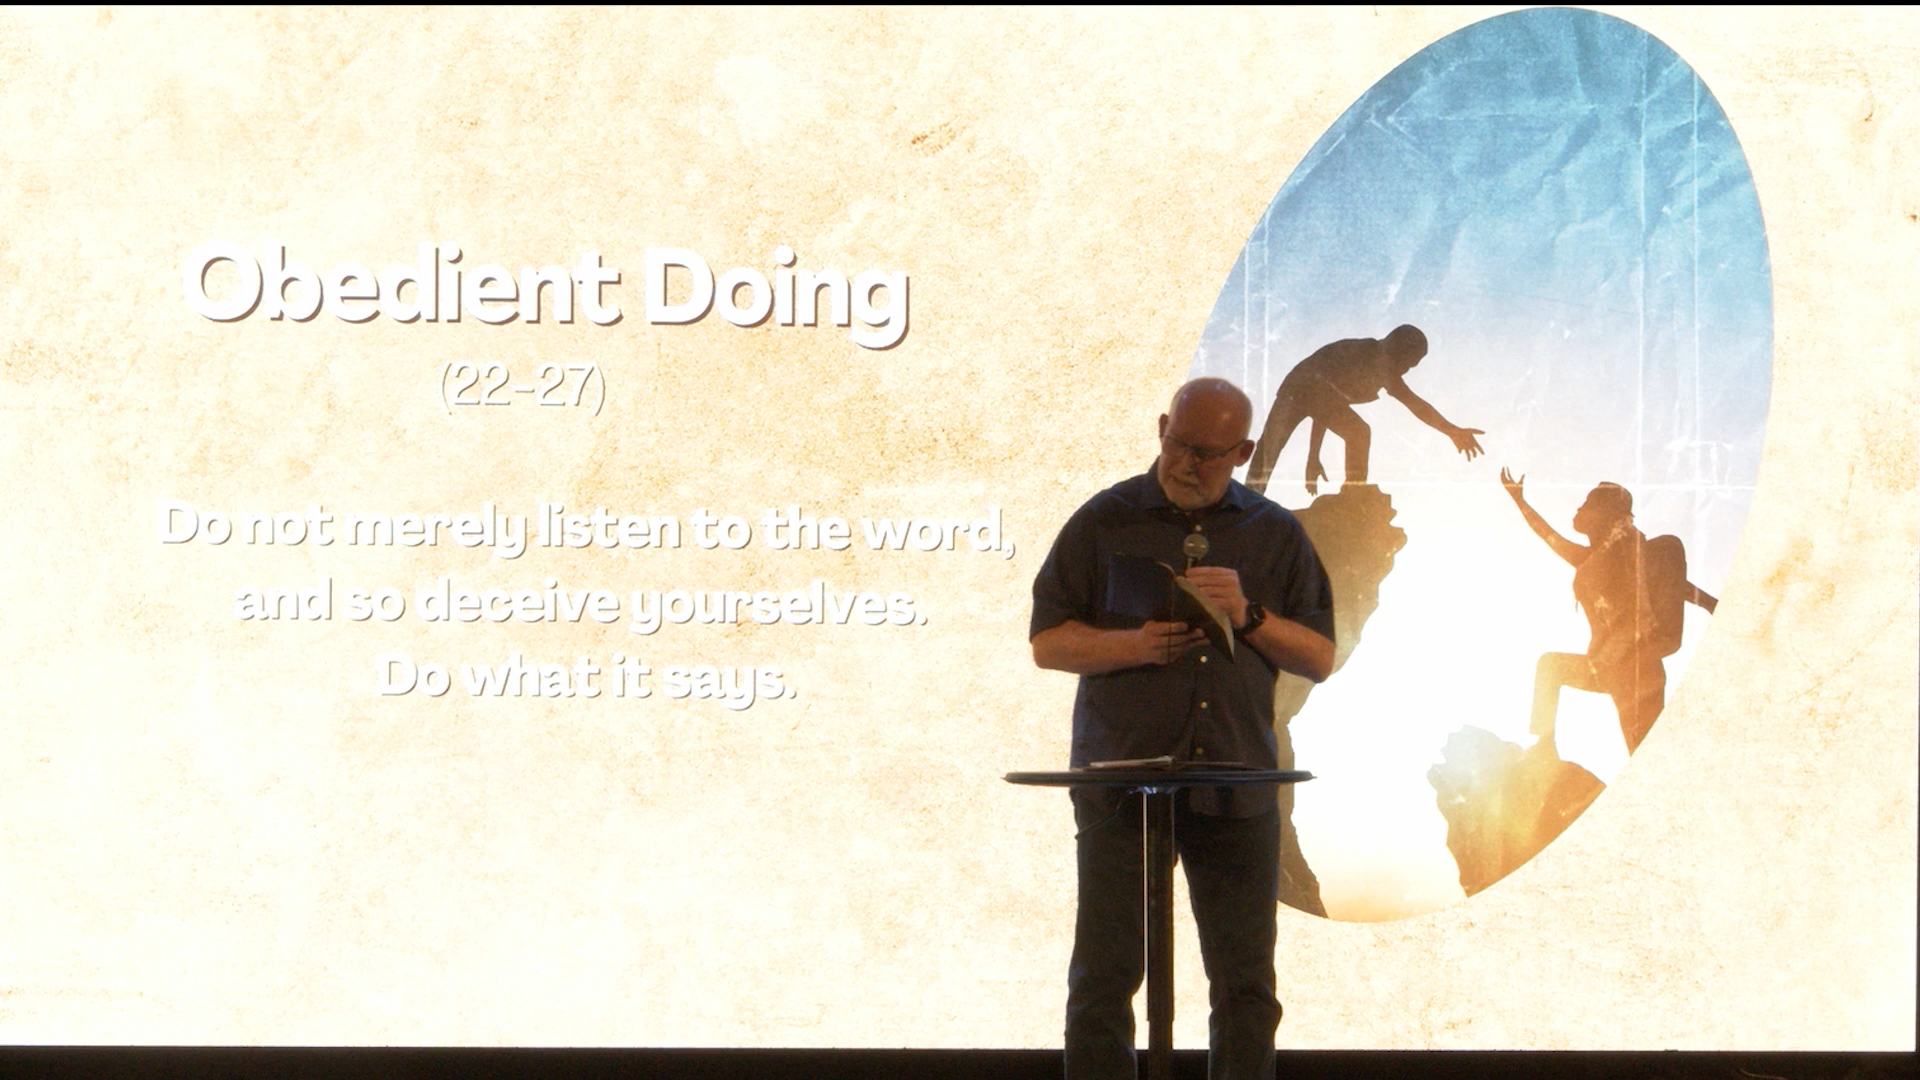 Obedient Doing
(22-27)
Do not merely listen to the word,
and so deceive yourselves.
Do what it says.